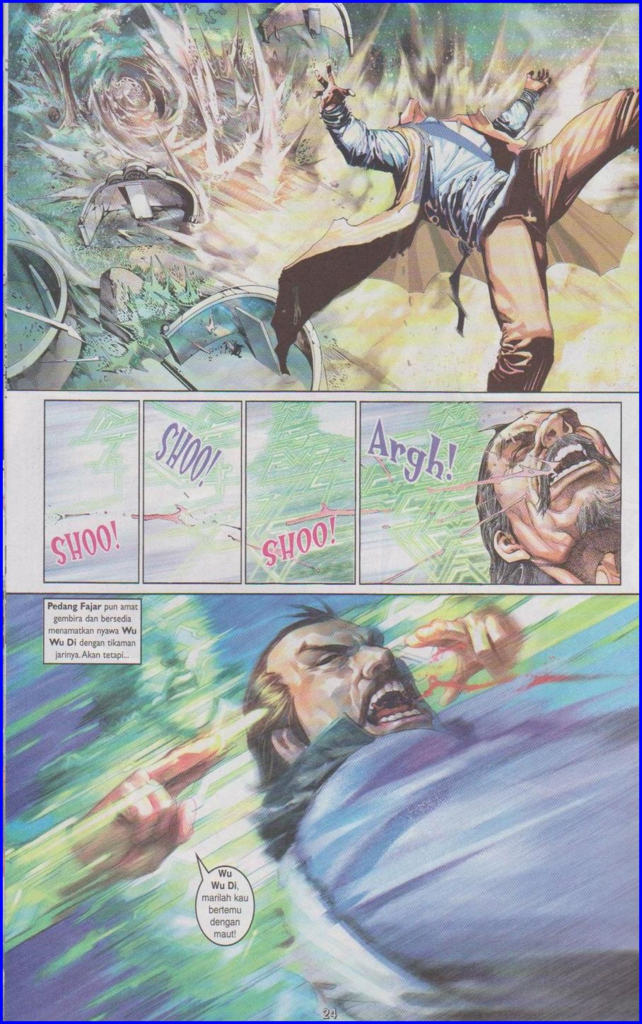 SHOO!
SHOO!
SHOO!
Argh!
Pedang Fajar pun amat
gembira dan bersedia
menamatkan nyawa Wu
Wu Di dengan tikaman
jarinya. Akan tetapi...
Wu
Wu Di,
marilah kau
bertemu
dengan
maut!
24